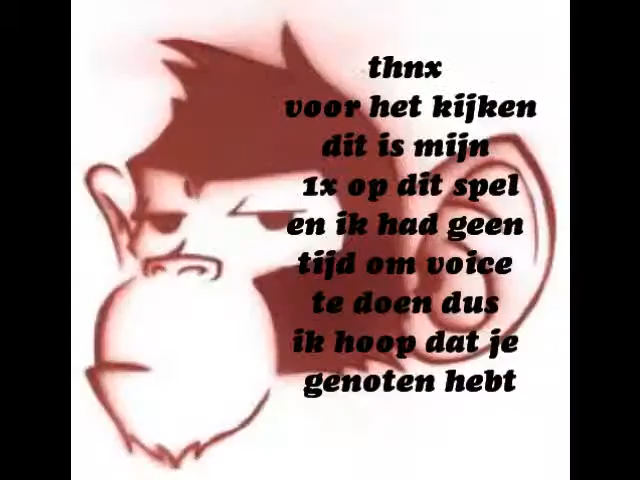 thnx
voor het kijken
dit is mijn
1x op dit spel
en ik had geen
tijd om voice
te doen dus
ik hoop dat je
genoten hebt